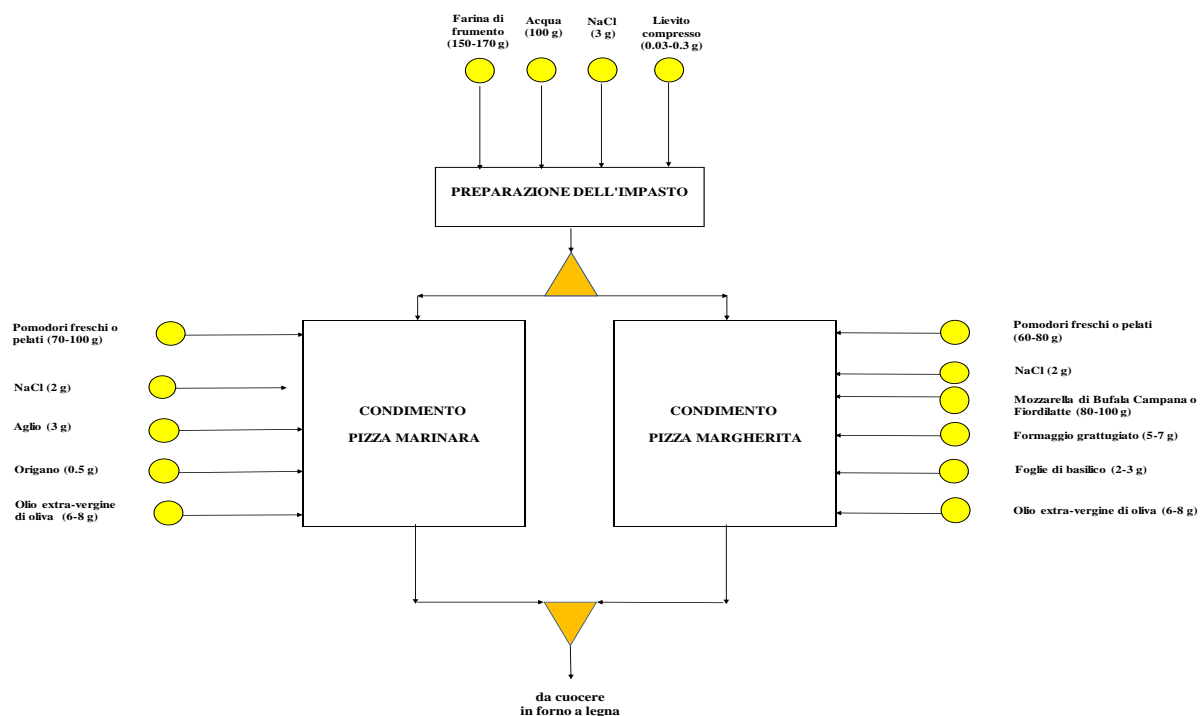 Farina di
frumento
(150-170 g)
Acqua
(100 g)
NaCl
(3 g)
Lievito
compresso
(0.03-0.3 g)
PREPARAZIONE DELL'IMPASTO
Pomodori freschi o
pelati (70-100 g)
NaCl (2 g)
Aglio (3 g)
Origano (0.5 g)
Olio extra-vergine
di oliva (6-8 g)
CONDIMENTO
PIZZA MARINARA
CONDIMENTO
PIZZA MARGHERITA
Pomodori freschi o pelati
(60-80 g)
NaCl (2 g)
Mozzarella di Bufala Campana o
Fiordilatte (80-100 g)
Formaggio grattugiato (5-7 g)
Foglie di basilico (2-3 g)
Olio extra-vergine di oliva (6-8 g)
da cuocere
in forno a legna